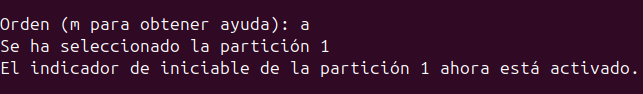 Orden (m para obtener ayuda): a
Se ha seleccionado la partición 1
El indicador de iniciable de la partición 1 ahora está activado.